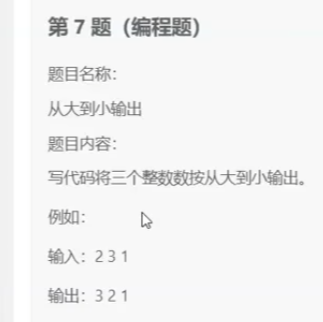 第 7 题（编程题）
题目名称：
从大到小输出
题目内容：
写代码将三个整数数按从大到小输出。
例如：
输入：2 3 1
输出：3 2 1